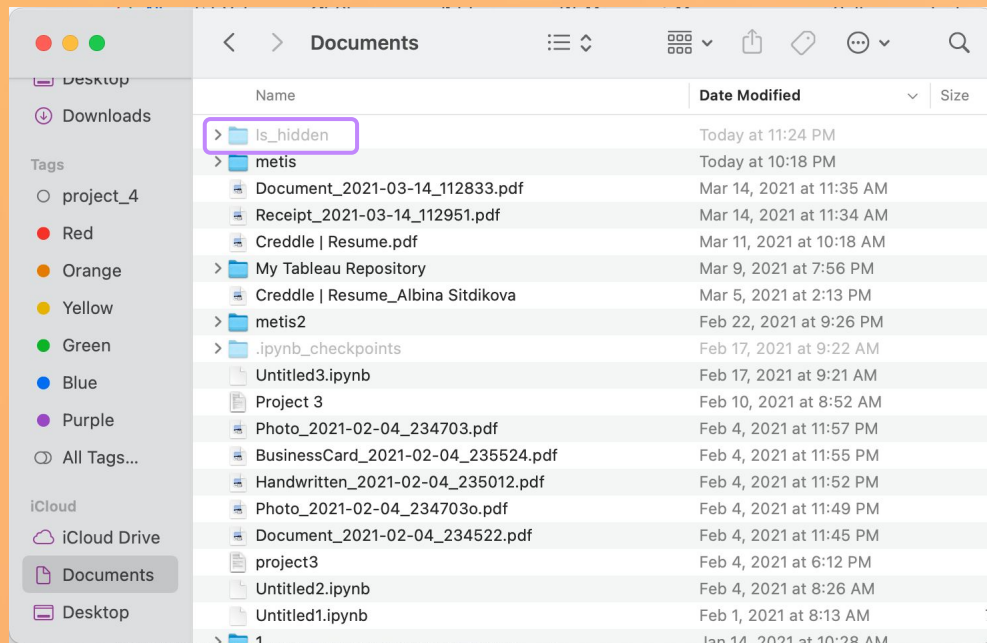 Documents
Name Date Modified Size
Desktop
Downloads
Tags
project_4
Red
Orange
Yellow
Green
Blue
Purple
All Tags...
iCloud
iCloud Drive
Documents
Desktop
Is_hidden Today at 11:24 PM
metis Today at 10:18 PM
Document_2021-03-14_112833.pdf Mar 14, 2021 at 11:35 AM
Receipt_2021-03-14_112951.pdf Mar 14, 2021 at 11:34 AM
Creddle | Resume.pdf Mar 11, 2021 at 10:18 AM
My Tableau Repository Mar 9, 2021 at 7:56 PM
Creddle | Resume_Albina Sitdikova Mar 5, 2021 at 2:13 PM
metis2 Feb 22, 2021 at 9:26 PM
.ipynb_checkpoints Feb 17, 2021 at 9:22 AM
Untitled3.ipynb Feb 17, 2021 at 9:21 AM
Project 3 Feb 10, 2021 at 8:52 AM
Photo_2021-02-04_234703.pdf Feb 4, 2021 at 11:57 PM
BusinessCard_2021-02-04_235524.pdf Feb 4, 2021 at 11:55 PM
Handwritten_2021-02-04_235012.pdf Feb 4, 2021 at 11:52 PM
Photo_2021-02-04_234703o.pdf Feb 4, 2021 at 11:49 PM
Document_2021-02-04_234522.pdf Feb 4, 2021 at 11:45 PM
project3 Feb 4, 2021 at 6:12 PM
Untitled2.ipynb Feb 4, 2021 at 8:26 AM
Untitled1.ipynb Feb 1, 2021 at 8:13 AM
1 Jan 14, 2021 at 10:28 AM